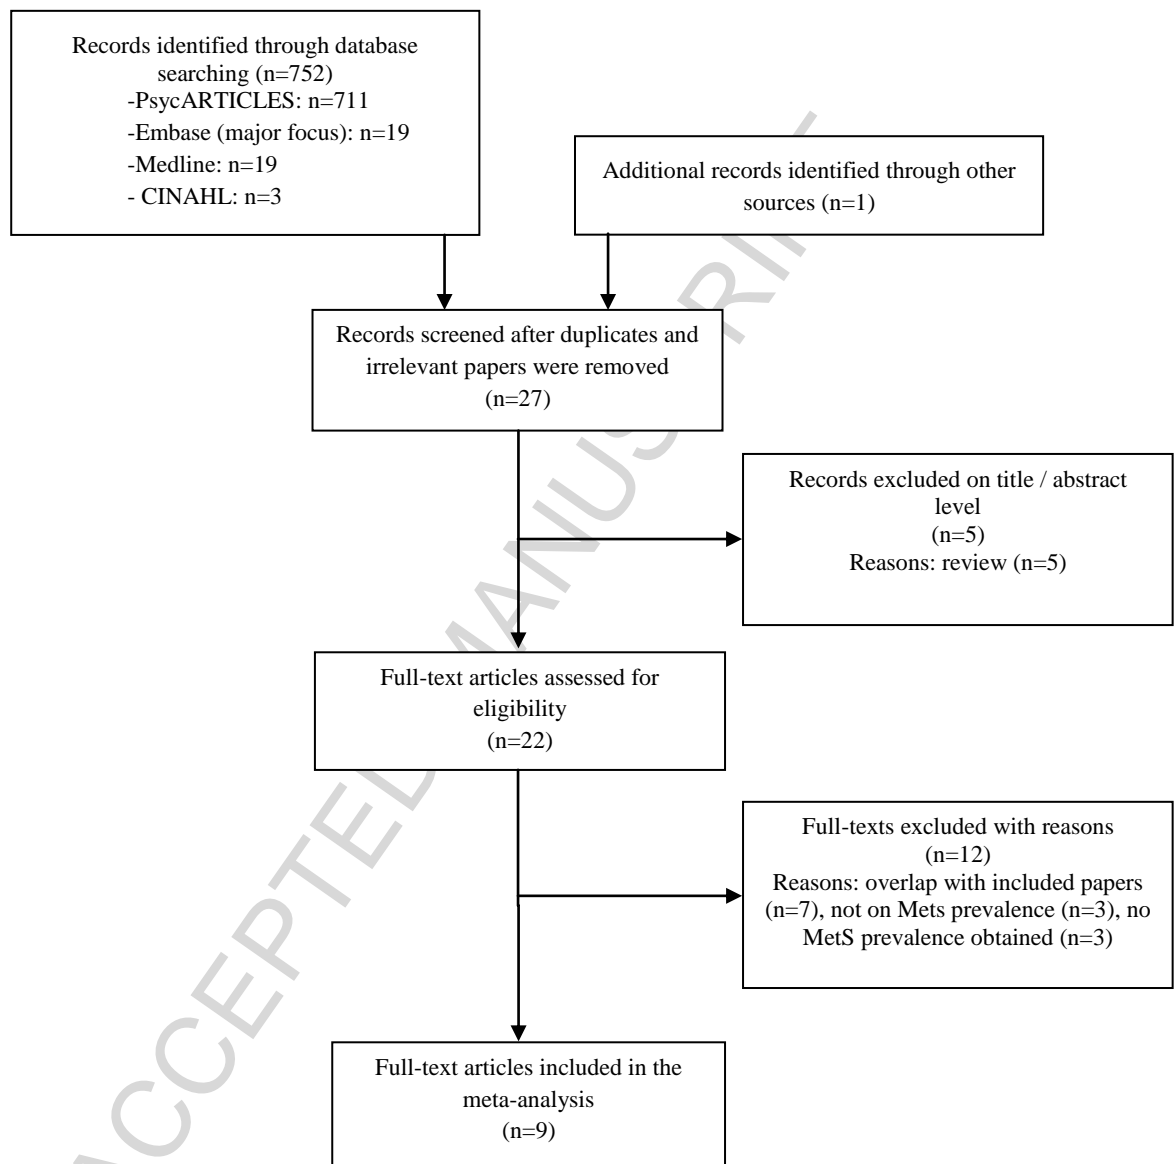 Records identified through database
searching (n=752)
-PsycARTICLES: n=711
-Embase (major focus): n=19
-Medline: n=19
- CINAHL: n=3
Additional records identified through other
sources (n=1)
Records screened after duplicates and
irrelevant papers were removed
(n=27)
Records excluded on title / abstract
level
(n=5)
Reasons: review (n=5)
Full-text articles assessed for
eligibility
(n=22)
Full-texts excluded with reasons
(n=12)
Reasons: overlap with included papers
(n=7), not on Mets prevalence (n=3), no
MetS prevalence obtained (n=3)
Full-text articles included in the
meta-analysis
(n=9)
ACCEPTED MANUSCRIPT